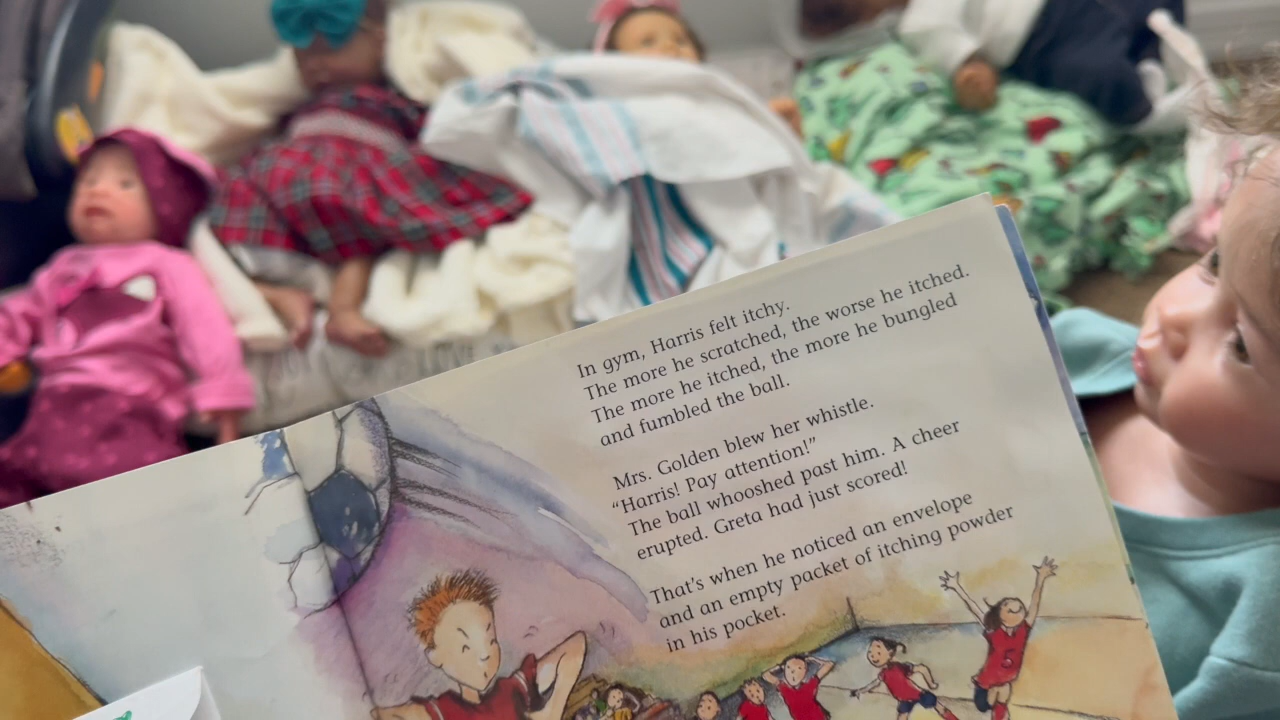 In gym, Harris felt itchy.
The more he scratched, the worse he itched.
The more he itched, the more he bungled
and fumbled the ball.
Mrs. Golden blew her whistle.
“Harris! Pay attention!”
The ball whooshed past him. A cheer
erupted. Greta had just scored!
That’s when he noticed an envelope
and an empty packet of itching powder
in his pocket.
5